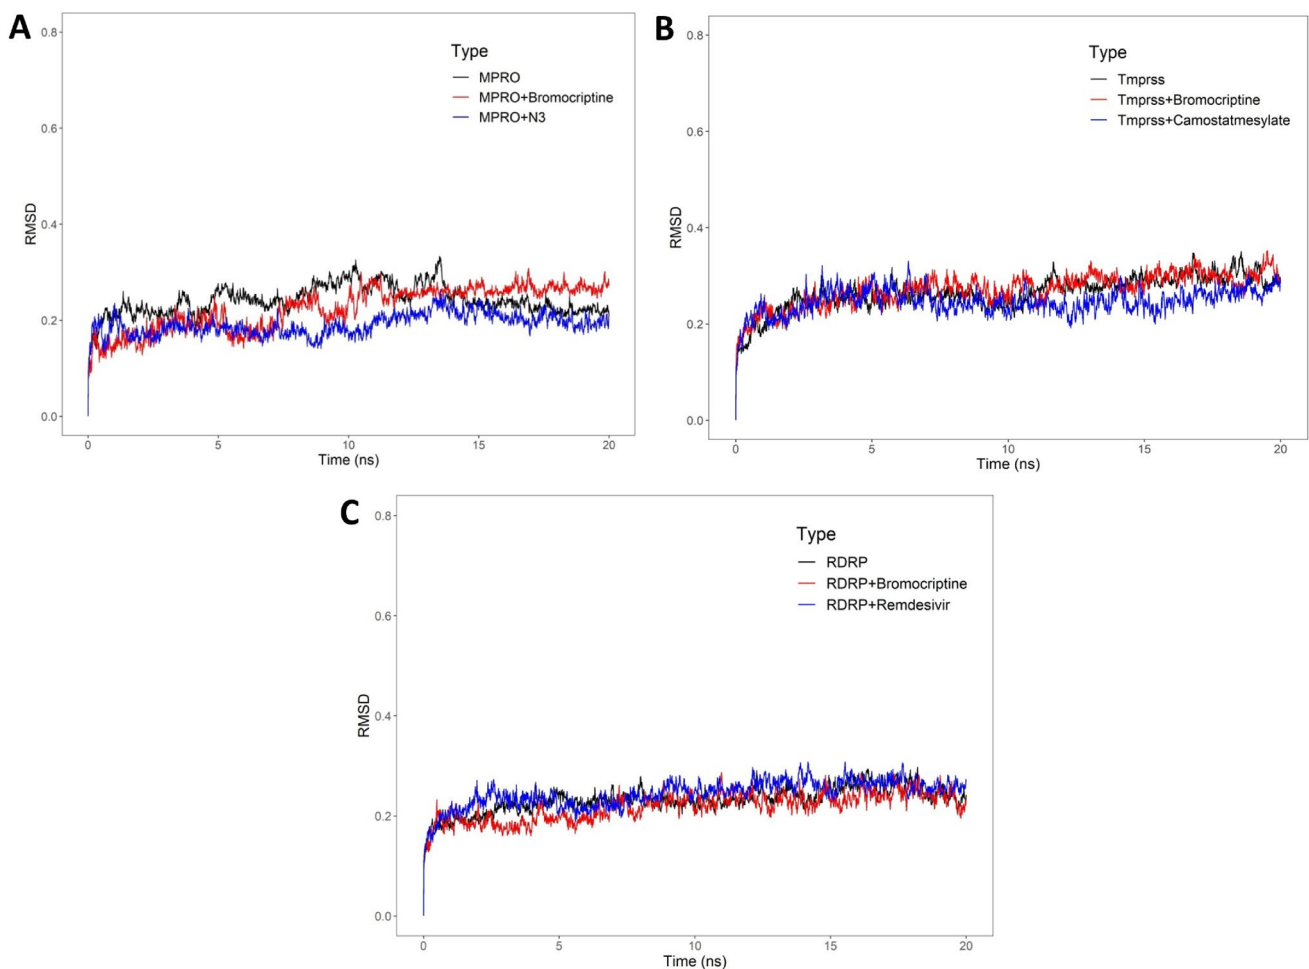 A
Type
MPRO
MPRO+Bromocriptine
MPRO+N3
RMSD
0.8
0.6
0.4
0.2
0.0
0 5 10 15 20
Time (ns)
B
Type
Tmprss
Tmprss+Bromocriptine
Tmprss+Camostatmesylate
RMSD
0.8
0.6
0.4
0.2
0.0
0 5 10 15 20
Time (ns)
C
Type
RDRP
RDRP+Bromocriptine
RDRP+Remdesivir
RMSD
0.8
0.6
0.4
0.2
0.0
0 5 10 15 20
Time (ns)